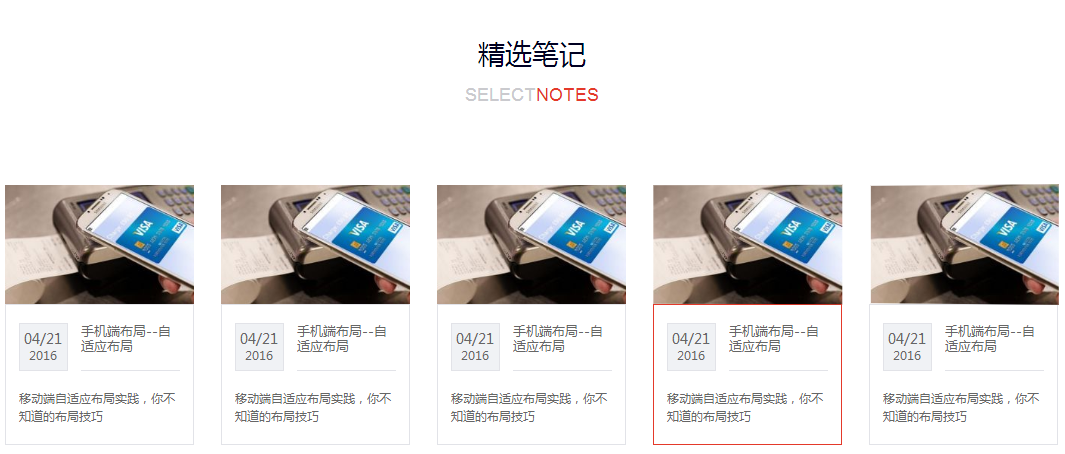 精选笔记
SELECTNOTES
VISA
VISA
VISA
VISA
VISA
04/21
2016
手机端布局--自
适应布局
移动端自适应布局实践，你不
知道的布局技巧
04/21
2016
手机端布局--自
适应布局
移动端自适应布局实践，你不
知道的布局技巧
04/21
2016
手机端布局--自
适应布局
移动端自适应布局实践，你不
知道的布局技巧
04/21
2016
手机端布局--自
适应布局
移动端自适应布局实践，你不
知道的布局技巧
04/21
2016
手机端布局--自
适应布局
移动端自适应布局实践，你不
知道的布局技巧